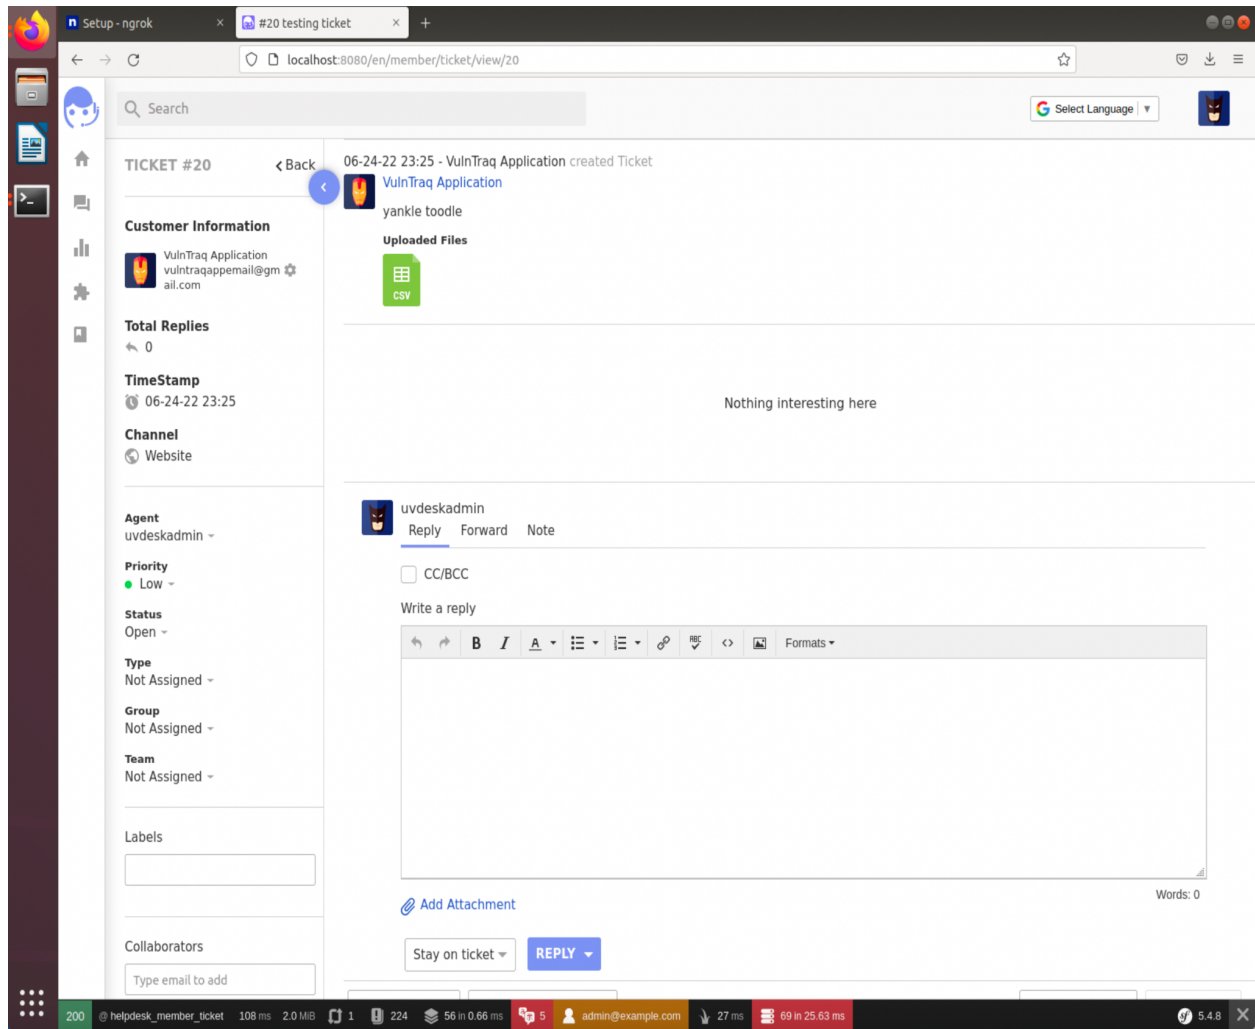 Setup - ngrok
#20 testing ticket
localhost:8080/en/member/ticket/view/20
Search
Select Language
TICKET #20
Back
06-24-22 23:25 - VulnTraq Application created Ticket
VulnTraq Application
yankle toodle
Uploaded Files
CSV
Customer Information
VulnTraq Application
vulntraqappemail@gm
ail.com
Total Replies
0
TimeStamp
06-24-22 23:25
Channel
Website
Nothing interesting here
Agent
uvdeskadmin
Priority
Low
Status
Open
Type
Not Assigned
Group
Not Assigned
Team
Not Assigned
Labels
Collaborators
Type email to add
uvdeskadmin
Reply Forward Note
CC/BCC
Write a reply
B I A ABC Formats
Words: 0
Add Attachment
Stay on ticket
REPLY
200 @ helpdesk_member_ticket 108 ms 2.0 MiB 1 224 56 in 0.66 ms 5 admin@example.com 27 ms 69 in 25.63 ms sf 5.4.8